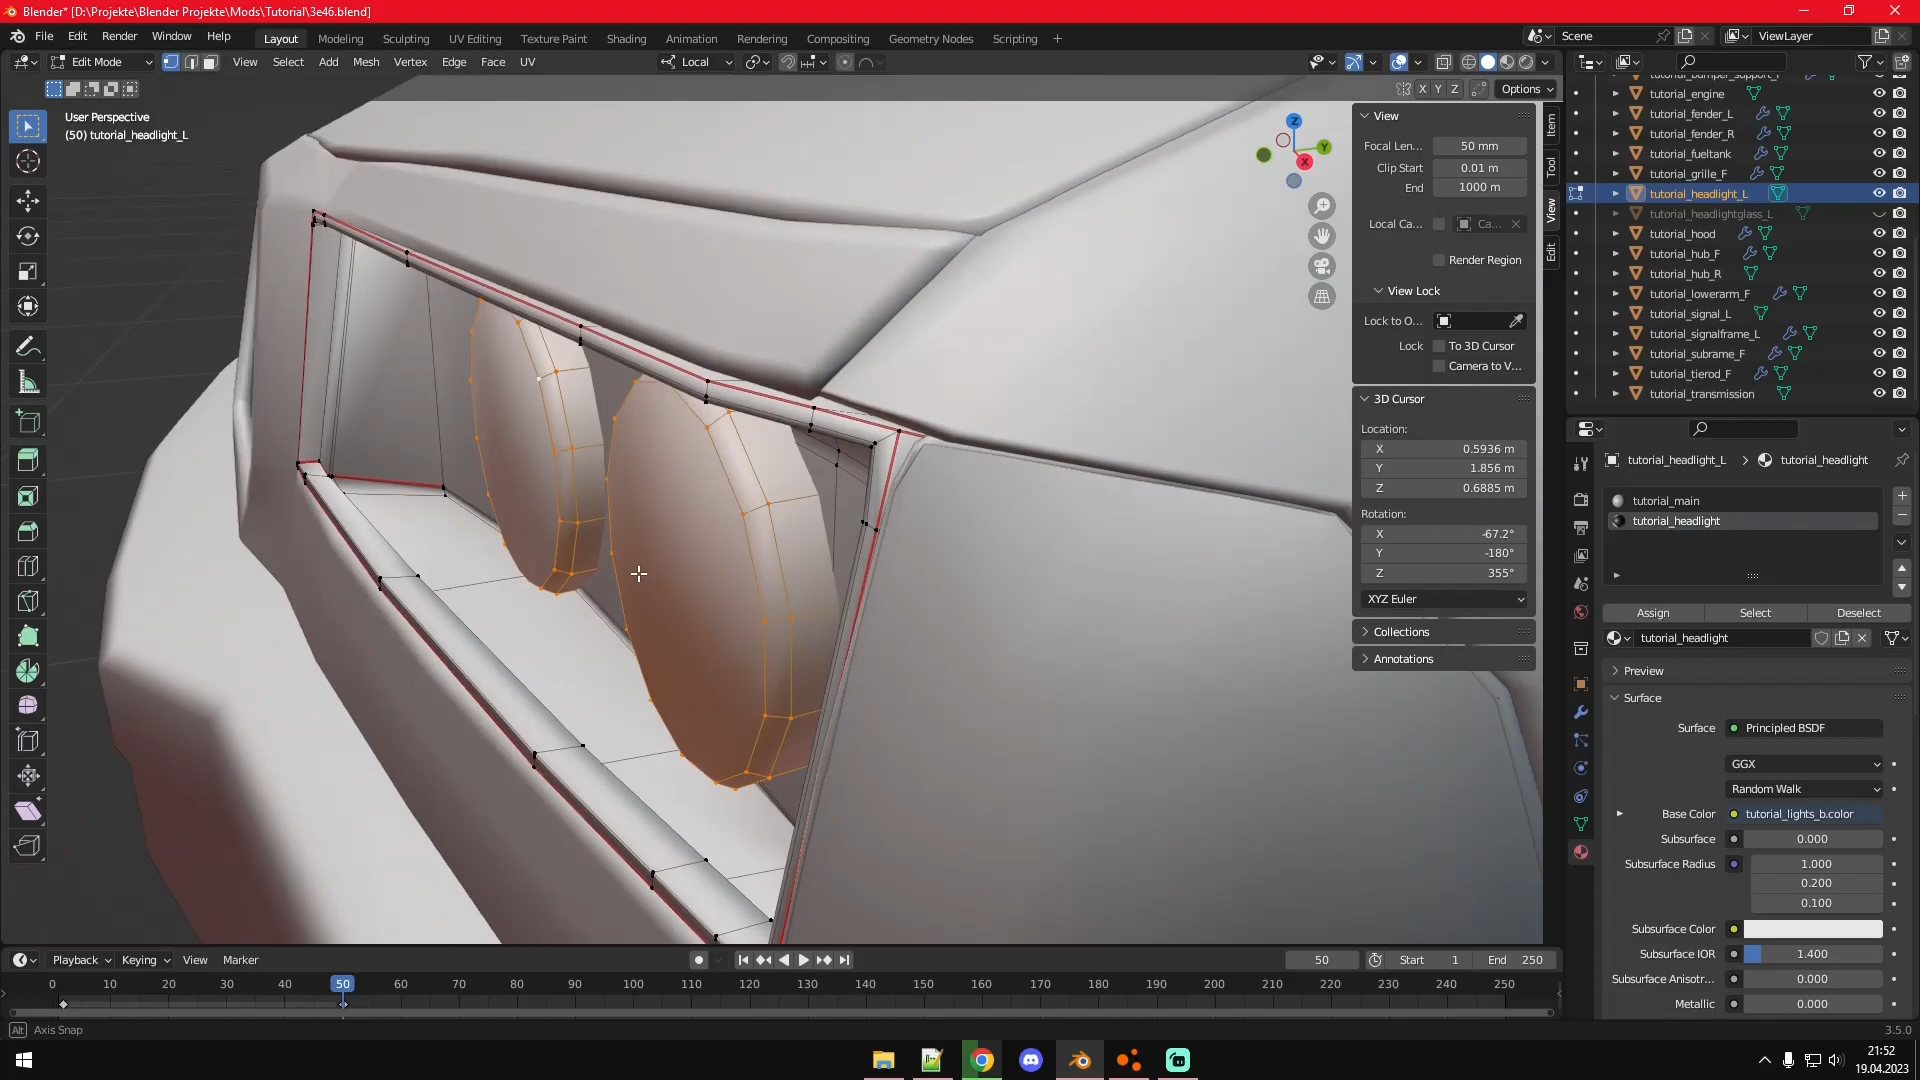 Blender* [D:\Projekte\Blender Projekte\Mods\Tutorial\3e46.blend]
File Edit Render Window Help Layout Modeling Sculpting UV Editing Texture Paint Shading Animation Rendering Compositing Geometry Nodes Scripting + Scene ViewLayer
Edit Mode View Select Add Mesh Vertex Edge Face UV Local
X Y Z Options
User Perspective
(50) tutorial_headlight_L
View
Focal Len... 50 mm
Clip Start 0.01 m
End 1000 m
Local Ca... Ca...
Render Region
View Lock
Lock to O...
Lock To 3D Cursor
Camera to V...
3D Cursor
Location:
X 0.5936 m
Y 1.856 m
Z 0.6885 m
Rotation:
X -67.2°
Y -180°
Z 355°
XYZ Euler
Collections
Annotations
Item
Tool
View
Edit
Z
Y
X
tutorial_bumper_support_F
tutorial_engine
tutorial_fender_L
tutorial_fender_R
tutorial_fueltank
tutorial_grille_F
tutorial_headlight_L
tutorial_headlightglass_L
tutorial_hood
tutorial_hub_F
tutorial_hub_R
tutorial_lowerarm_F
tutorial_signal_L
tutorial_signalframe_L
tutorial_subrame_F
tutorial_tierod_F
tutorial_transmission
tutorial_headlight_L tutorial_headlight
tutorial_main
tutorial_headlight
Assign Select Deselect
tutorial_headlight
Preview
Surface
Surface Principled BSDF
GGX
Random Walk
Base Color tutorial_lights_b.color
Subsurface 0.000
Subsurface Radius 1.000
0.200
0.100
Subsurface Color
Subsurface IOR 1.400
Subsurface Anisotr... 0.000
Metallic 0.000
Playback Keying View Marker 50 Start 1 End 250
0 10 20 30 40 50 60 70 80 90 100 110 120 130 140 150 160 170 180 190 200 210 220 230 240 250
Alt Axis Snap 3.5.0
21:52
19.04.2023